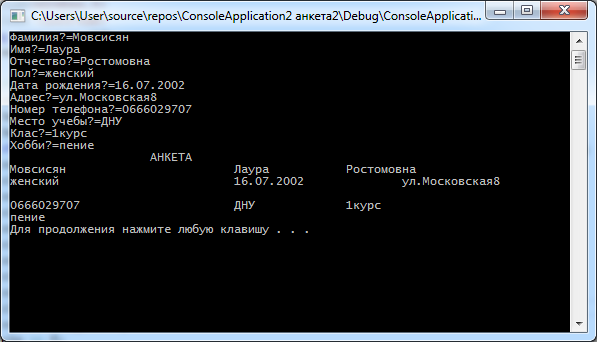 C:\Users\User\source\repos\ConsoleApplication2 анкета2\Debug\ConsoleApplicati...
Фамилия?=Мовсисян
Имя?=Лаура
Отчество?=Ростомовна
Пол?=женский
Дата рождения?=16.07.2002
Адрес?=ул.Московская8
Номер телефона?=0666029707
Место учебы?=ДНУ
Клас?=1курс
Хобби?=пение
АНКЕТА
Мовсисян Лаура Ростомовна
женский 16.07.2002 ул.Московская8
0666029707 ДНУ 1курс
пение
Для продолжения нажмите любую клавишу . . .